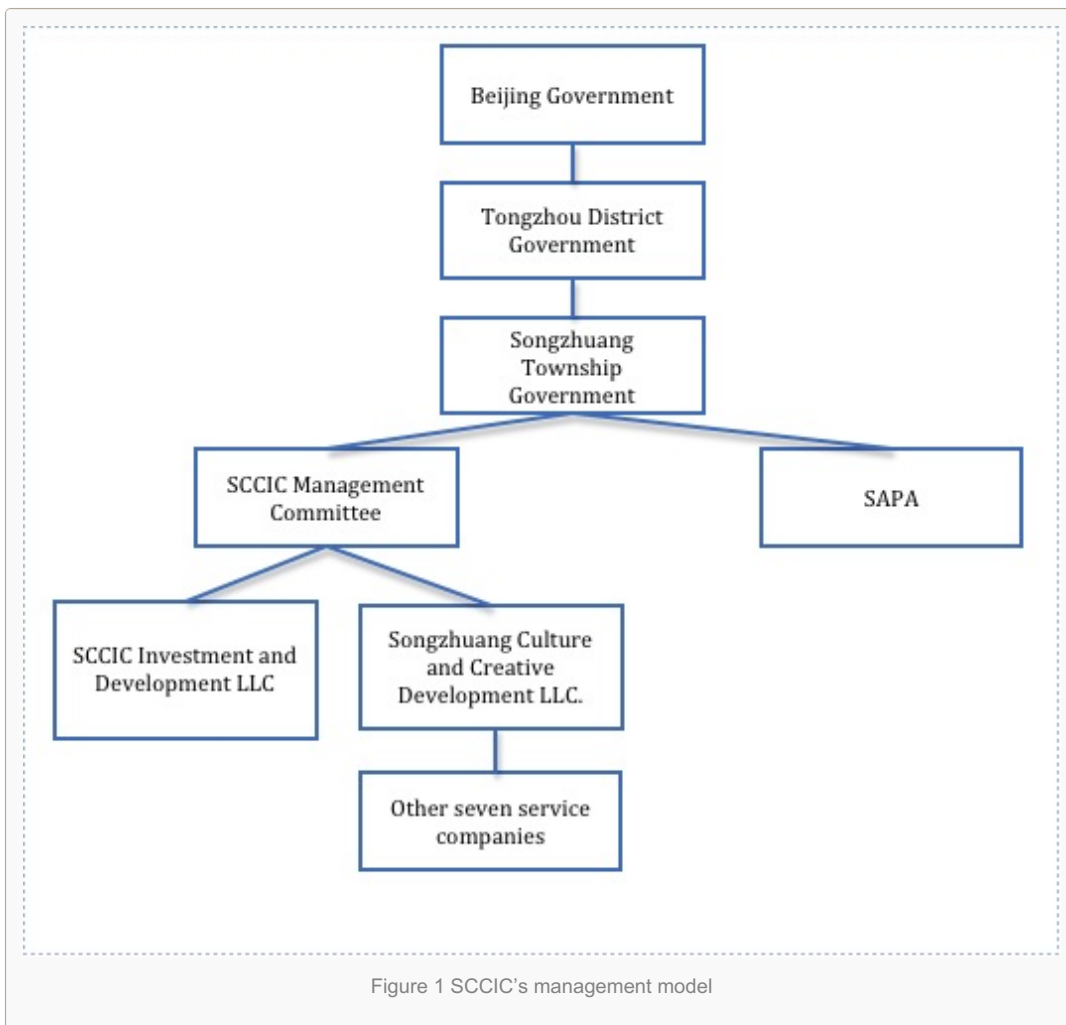 Beijing Government
Tongzhou District
Government
Songzhuang
Township
Government
SCCIC Management
Committee
SAPA
SCCIC Investment and
Development LLC
Songzhuang Culture
and Creative
Development LLC.
Other seven service
companies
Figure 1 SCCIC’s management model